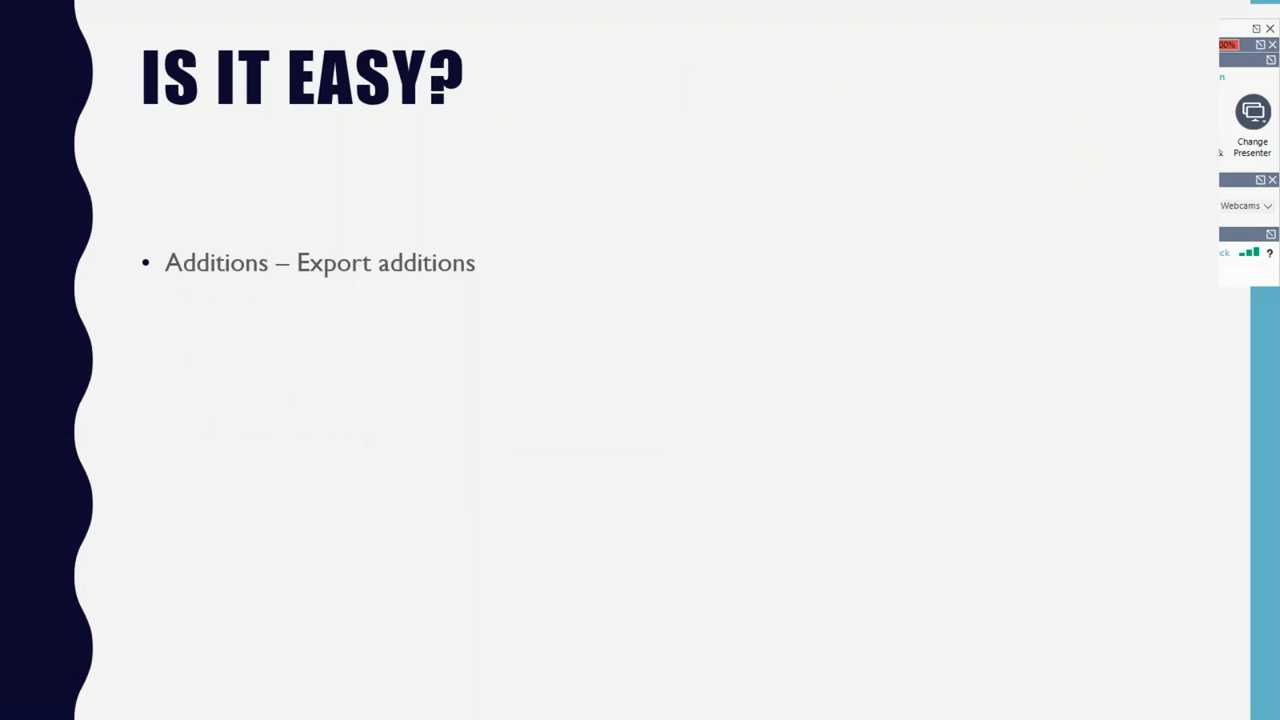 IS IT EASY?
• Additions – Export additions
Change
Presenter
Webcams
?